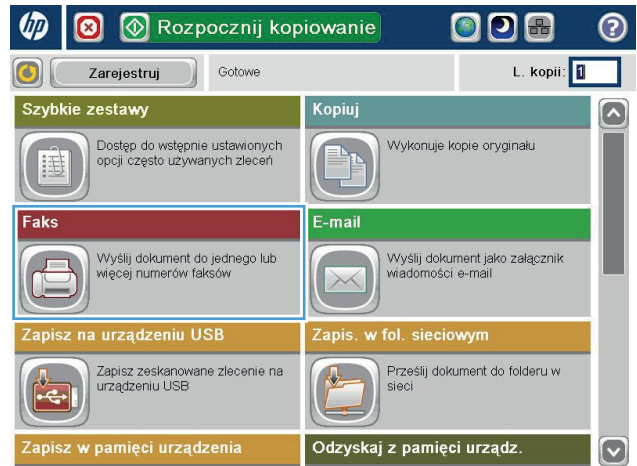 hp
Rozpocznij kopiowanie
?
Zarejestruj
Gotowe
L. kopii: 1
Szybkie zestawy
Dostęp do wstępnie ustawionych
opcji często używanych zleceń
Kopiuj
Wykonuje kopie oryginału
Faks
Wyślij dokument do jednego lub
więcej numerów faksów
E-mail
Wyślij dokument jako załącznik
wiadomości e-mail
Zapisz na urządzeniu USB
Zapisz zeskanowane zlecenie na
urządzeniu USB
Zapis. w fol. sieciowym
Prześlij dokument do folderu w
sieci
Zapisz w pamięci urządzenia
Odzyskaj z pamięci urządz.